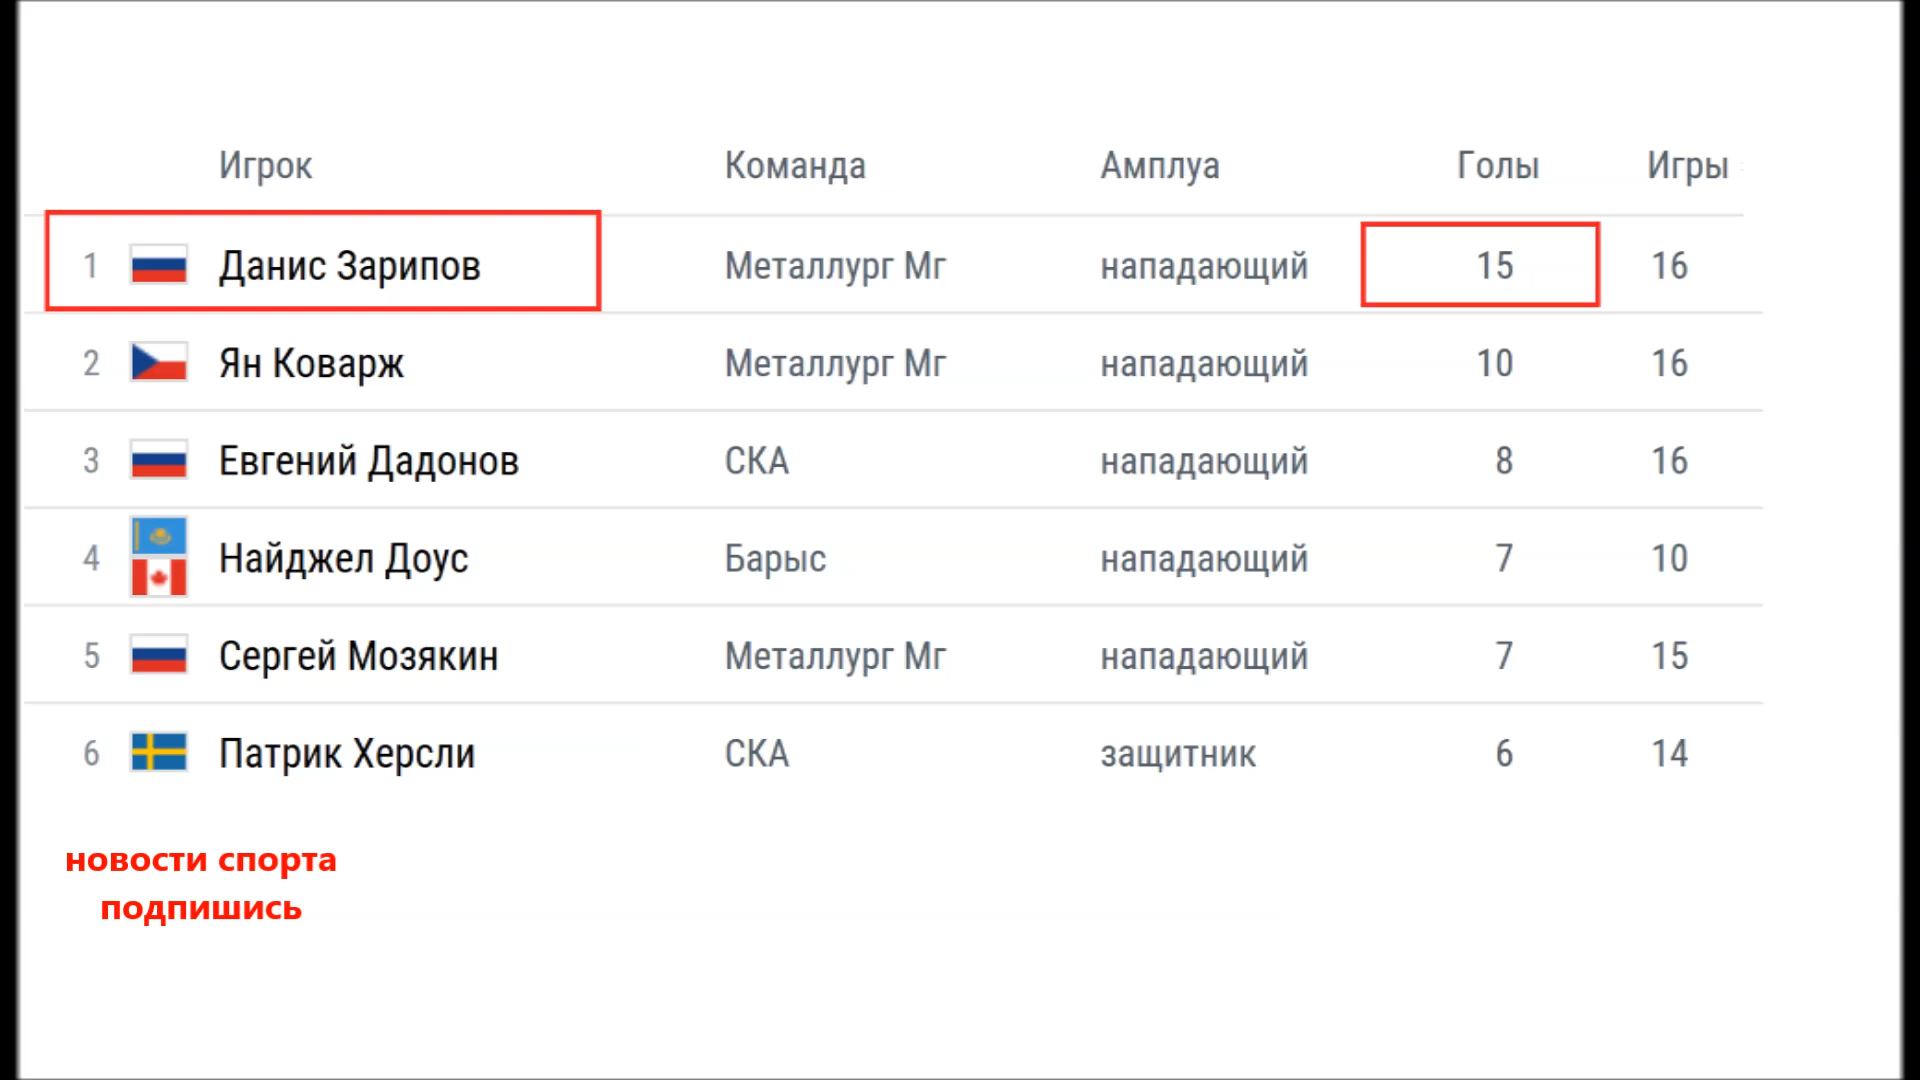 Игрок Команда Амплуа Голы Игры
1 Данис Зарипов Металлург Мг нападающий 15 16
2 Ян Коварж Металлург Мг нападающий 10 16
3 Евгений Дадонов СКА нападающий 8 16
4 Найджел Доус Барыс нападающий 7 10
5 Сергей Мозякин Металлург Мг нападающий 7 15
6 Патрик Херсли СКА защитник 6 14
новости спорта
подпишись